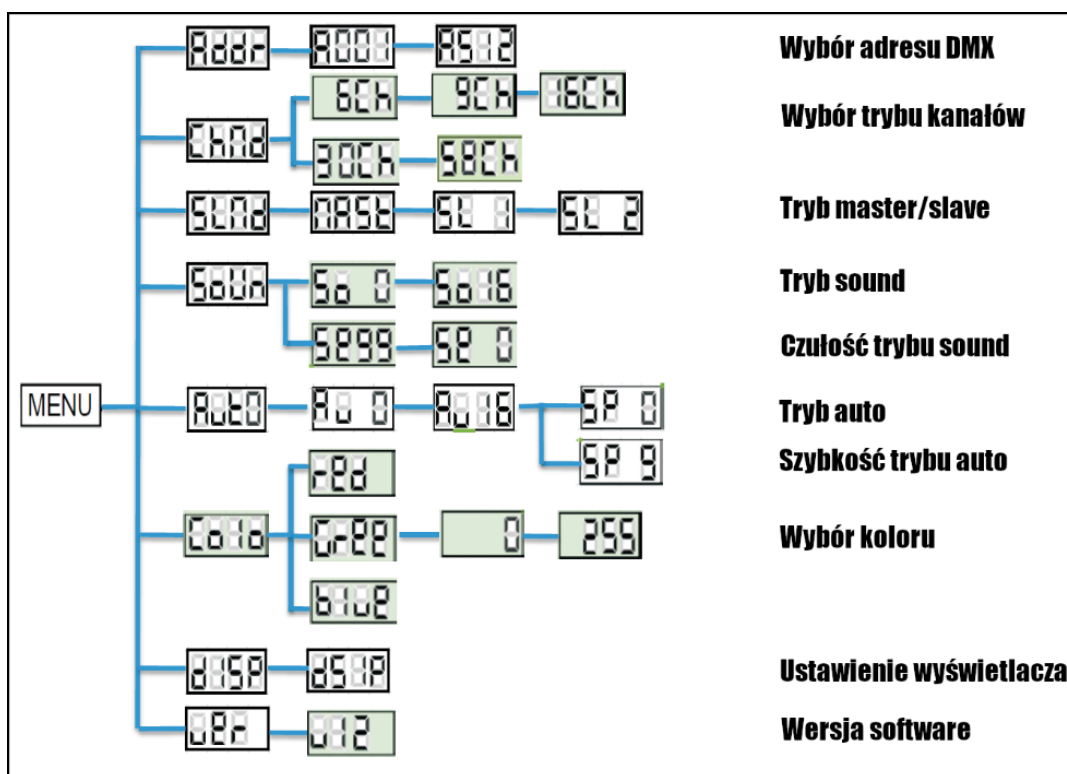 Addr A001 A512 Wybór adresu DMX
6Ch 9Ch 16Ch
ChMd Wybór trybu kanałów
30Ch 58Ch
SLMd MASt SL 1 SL 2 Tryb master/slave
SoUn So 0 So16 Tryb sound
Se99 Se 0 Czułość trybu sound
MENU
Aut0 Au 0 Au16 SP 0 Tryb auto
SP 9 Szybkość trybu auto
red
Colo Gree 0 255 Wybór koloru
blue
diSP dSiP Ustawienie wyświetlacza
ver v12 Wersja software